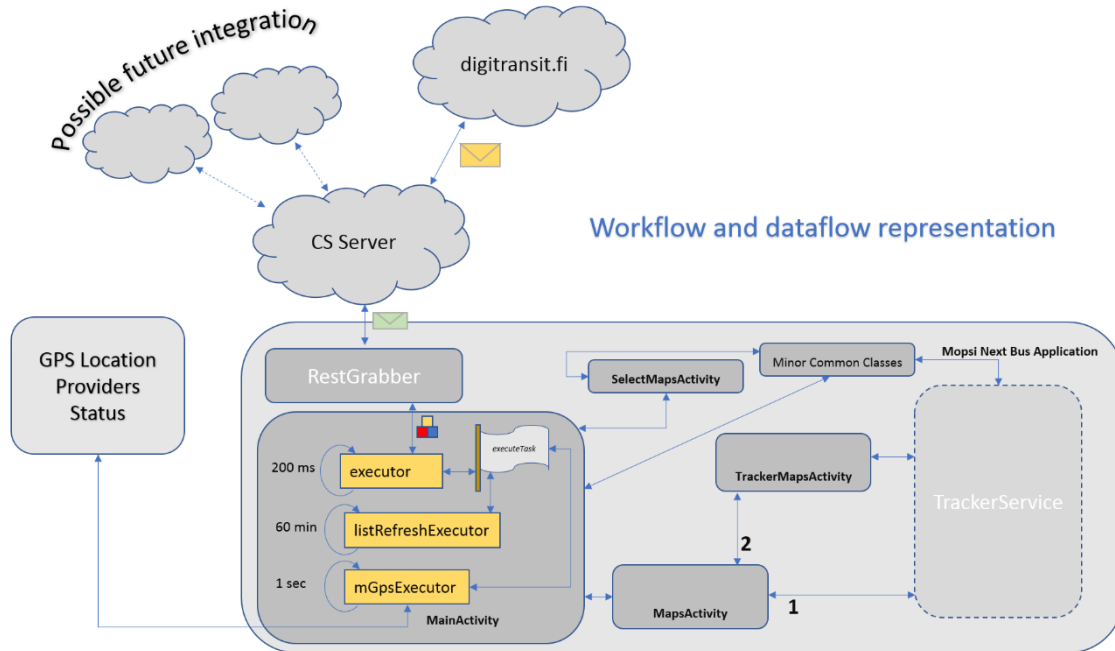 Possible future integration
digitransit.fi
CS Server
Workflow and dataflow representation
GPS Location
Providers
Status
RestGrabber
SelectMapsActivity
Minor Common Classes
Mopsi Next Bus Application
executeTask
200 ms
executor
TrackerMapsActivity
TrackerService
60 min
listRefreshExecutor
2
1 sec
mGpsExecutor
MainActivity
MapsActivity
1